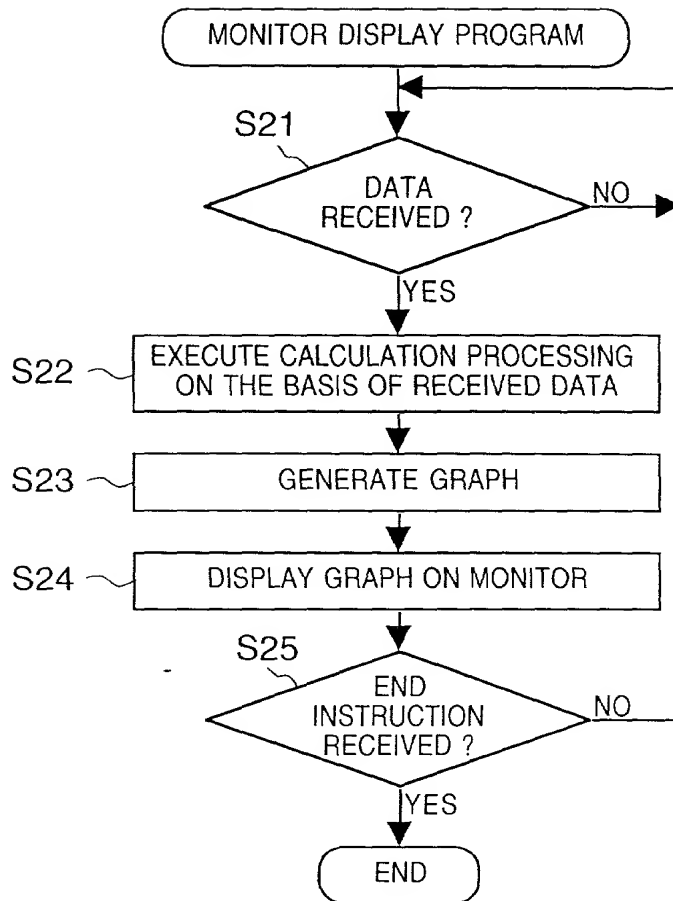 MONITOR DISPLAY PROGRAM
S21
DATA
RECEIVED ?
NO
YES
S22
EXECUTE CALCULATION PROCESSING
ON THE BASIS OF RECEIVED DATA
S23
GENERATE GRAPH
S24
DISPLAY GRAPH ON MONITOR
S25
END
INSTRUCTION
RECEIVED ?
NO
YES
END